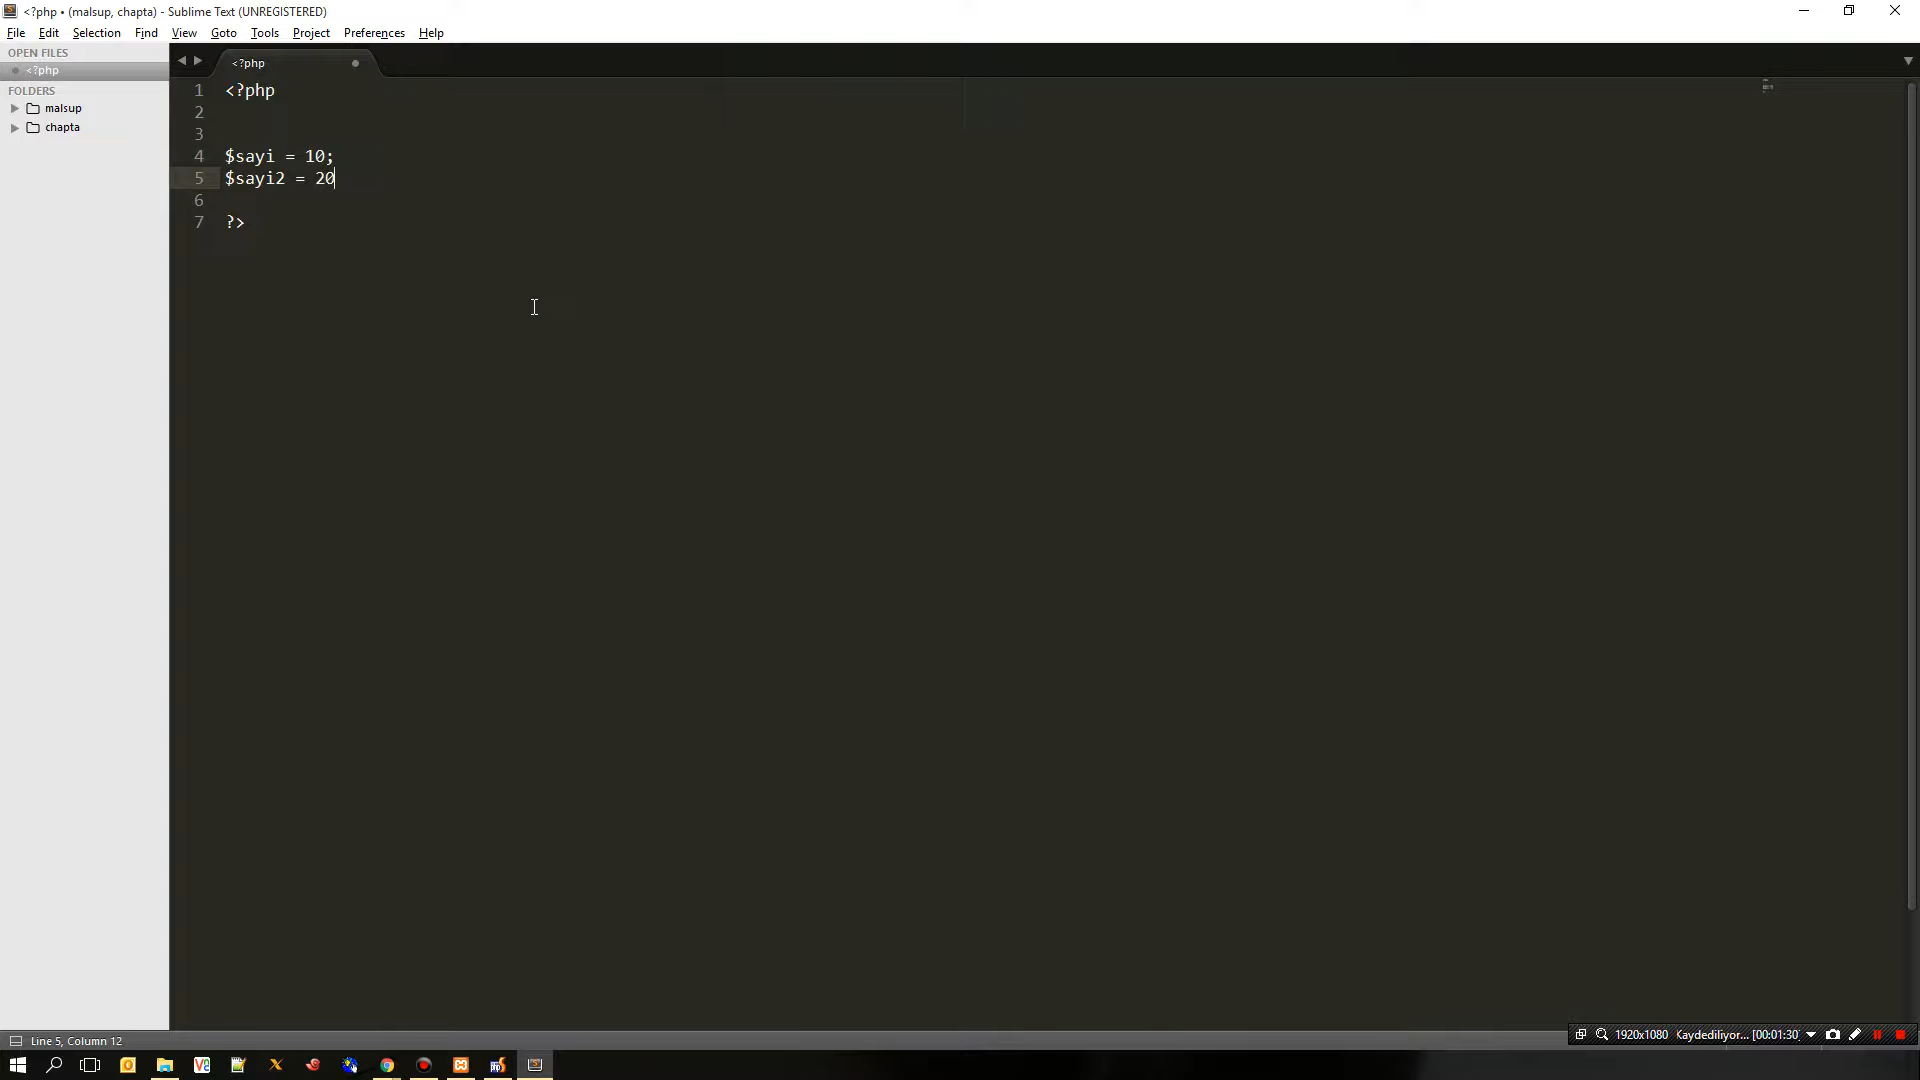 <?php • (malsup, chapta) - Sublime Text (UNREGISTERED)
File Edit Selection Find View Goto Tools Project Preferences Help
OPEN FILES
<?php
FOLDERS
malsup
chapta
<?php
1 <?php
2
3
4 $sayi = 10;
5 $sayi2 = 20
6
7 ?>
Line 5, Column 12
1920x1080 Kaydediliyor... [00:01:30]